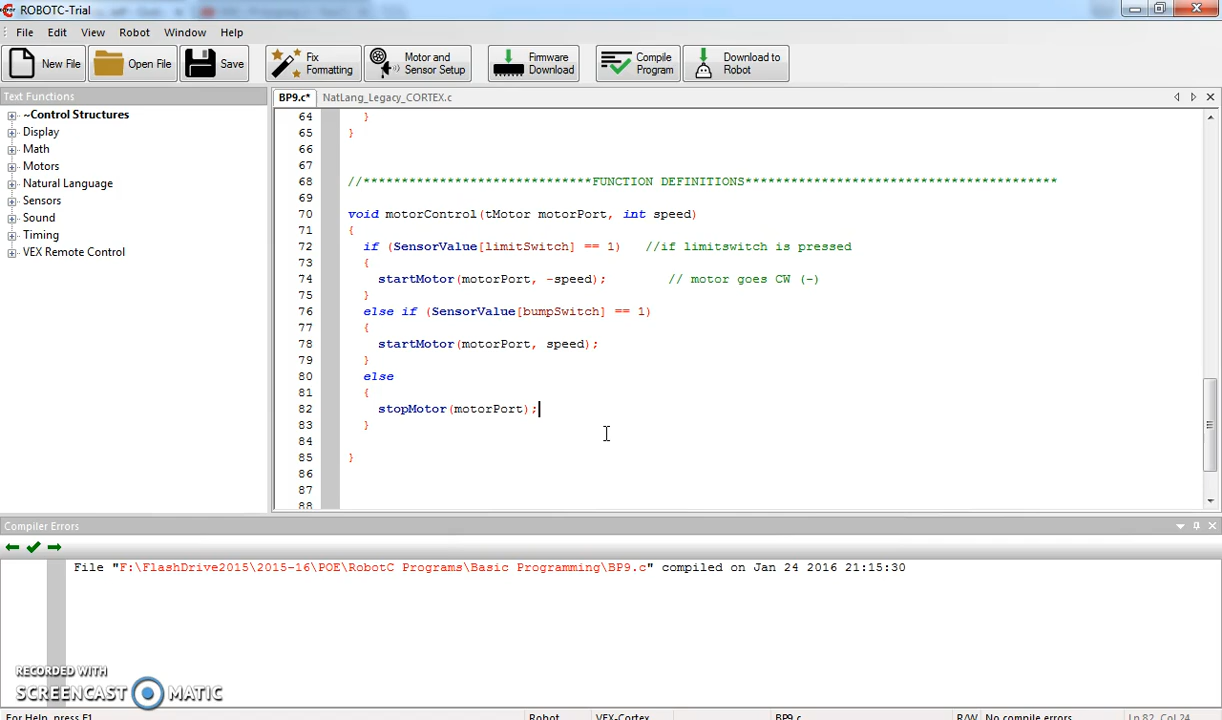 ROBOTC-Trial
File Edit View Robot Window Help
New File Open File Save Fix Formatting Motor and Sensor Setup Firmware Download Compile Program Download to Robot
Text Functions
BP9.c* NatLang_Legacy_CORTEX.c
~Control Structures
Display
Math
Motors
Natural Language
Sensors
Sound
Timing
VEX Remote Control
64 }
65 }
66
67
68 //******************************FUNCTION DEFINITIONS*****************************************
69
70 void motorControl(tMotor motorPort, int speed)
71 {
72 if (SensorValue[limitSwitch] == 1) //if limitswitch is pressed
73 {
74 startMotor(motorPort, -speed); // motor goes CW (-)
75 }
76 else if (SensorValue[bumpSwitch] == 1)
77 {
78 startMotor(motorPort, speed);
79 }
80 else
81 {
82 stopMotor(motorPort);
83 }
84
85 }
86
87
88
Compiler Errors
File "F:\FlashDrive2015\2015-16\POE\RobotC Programs\Basic Programming\BP9.c" compiled on Jan 24 2016 21:15:30
RECORDED WITH
SCREENCAST MATIC
For Help, press F1 Robot VEX-Cortex BP9.c R/W No compile errors Ln 82, Col 24